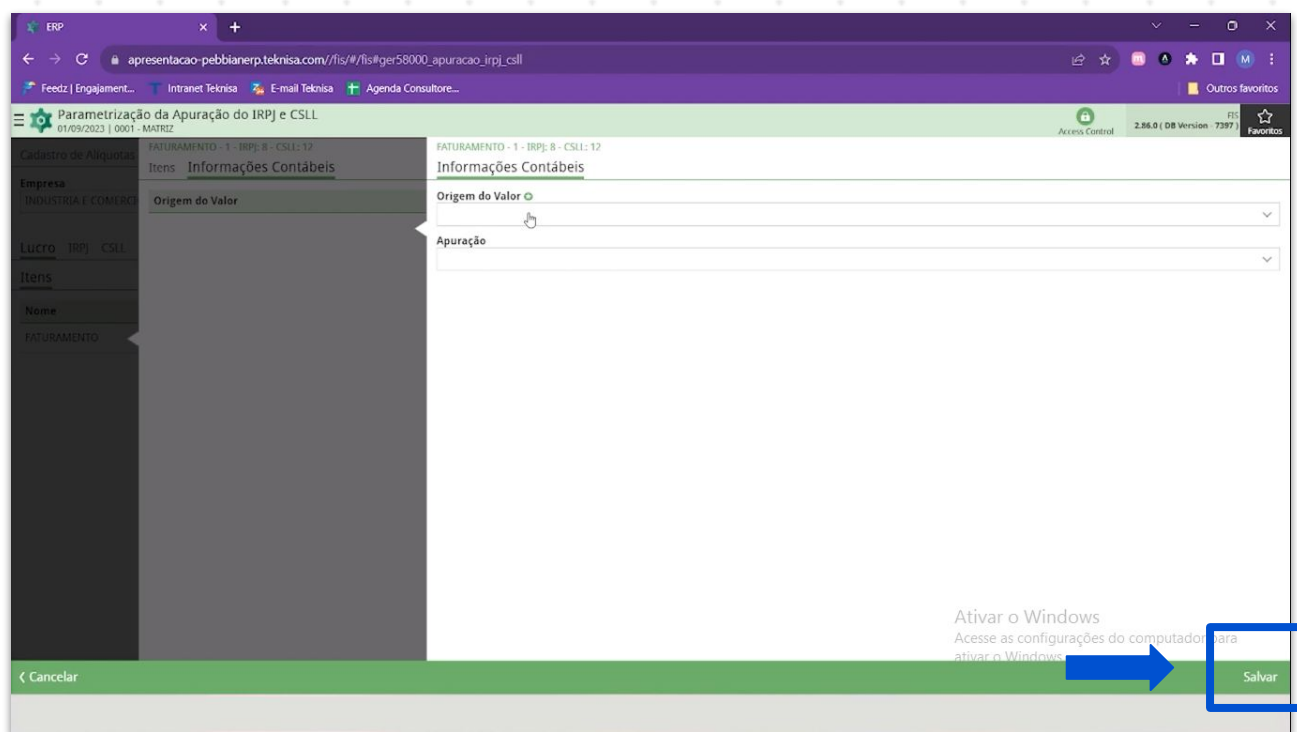 ERP
apresentacao-pebbianerp.teknisa.com//fis/#/fis#ger58000_apuracao_irpj_csll
M
Feedz | Engajament...
Intranet Teknisa
E-mail Teknisa
Agenda Consultore...
Outros favoritos
Parametrização da Apuração do IRPJ e CSLL
01/09/2023 | 0001 - MATRIZ
Access Control
FIS
2.86.0 ( DB Version - 7397 )
Favoritos
Cadastro de Alíquotas
Empresa
INDUSTRIA E COMERCI
Lucro IRPJ CSLL
Itens
Nome
FATURAMENTO
FATURAMENTO - 1 - IRPJ: 8 - CSLL: 12
Itens Informações Contábeis
Origem do Valor
FATURAMENTO - 1 - IRPJ: 8 - CSLL: 12
Informações Contábeis
Origem do Valor
Apuração
Ativar o Windows
Acesse as configurações do computador para
ativar o Windows.
Cancelar
Salvar